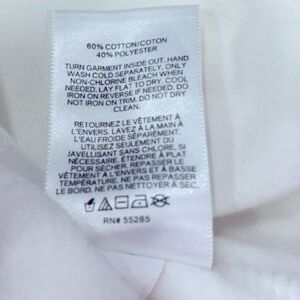 60% COTTON/COTON
40% POLYESTER
TURN GARMENT INSIDE OUT. HAND
WASH COLD SEPARATELY. ONLY
NON-CHLORINE BLEACH WHEN
NEEDED. LAY FLAT TO DRY. COOL
IRON ON REVERSE IF NEEDED. DO
NOT IRON ON TRIM. DO NOT DRY
CLEAN.
RETOURNEZ LE VÊTEMENT À
L'ENVERS. LAVEZ À LA MAIN À
L'EAU FROIDE SÉPARÉMENT.
UTILISEZ SEULEMENT DU
JAVELLISANT SANS CHLORE, SI
NÉCESSAIRE. ÉTENDRE À PLAT
POUR SÉCHER. REPASSER LE
VÊTEMENT À L'ENVERS ET À BASSE
TEMPÉRATURE. NE PAS REPASSER
LE BORD. NE PAS NETTOYER À SEC.
RN# 55285